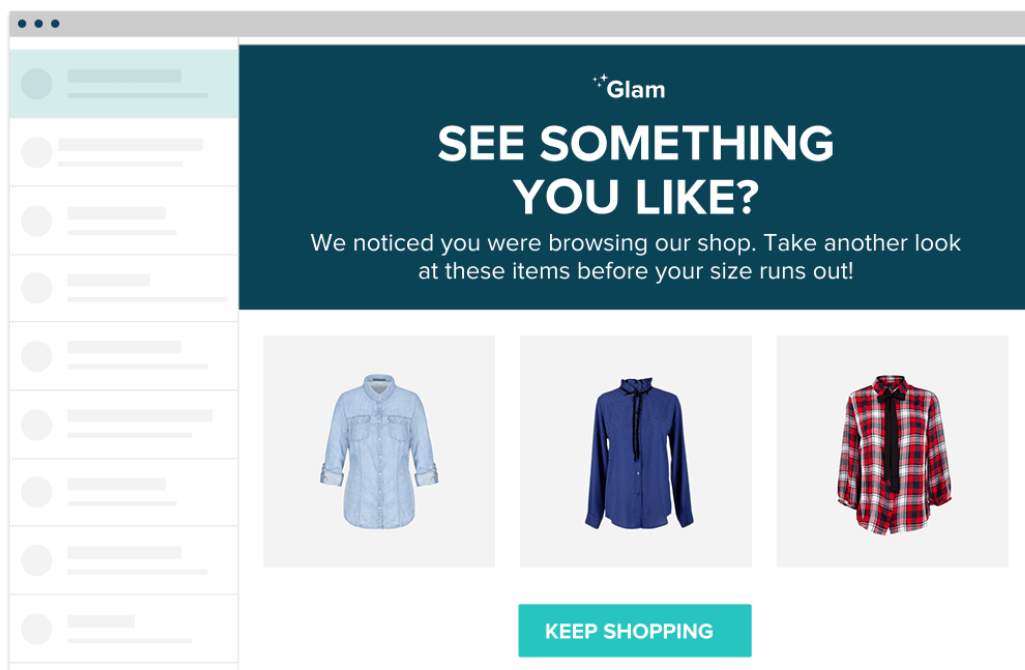 Glam
SEE SOMETHING
YOU LIKE?
We noticed you were browsing our shop. Take another look
at these items before your size runs out!
KEEP SHOPPING